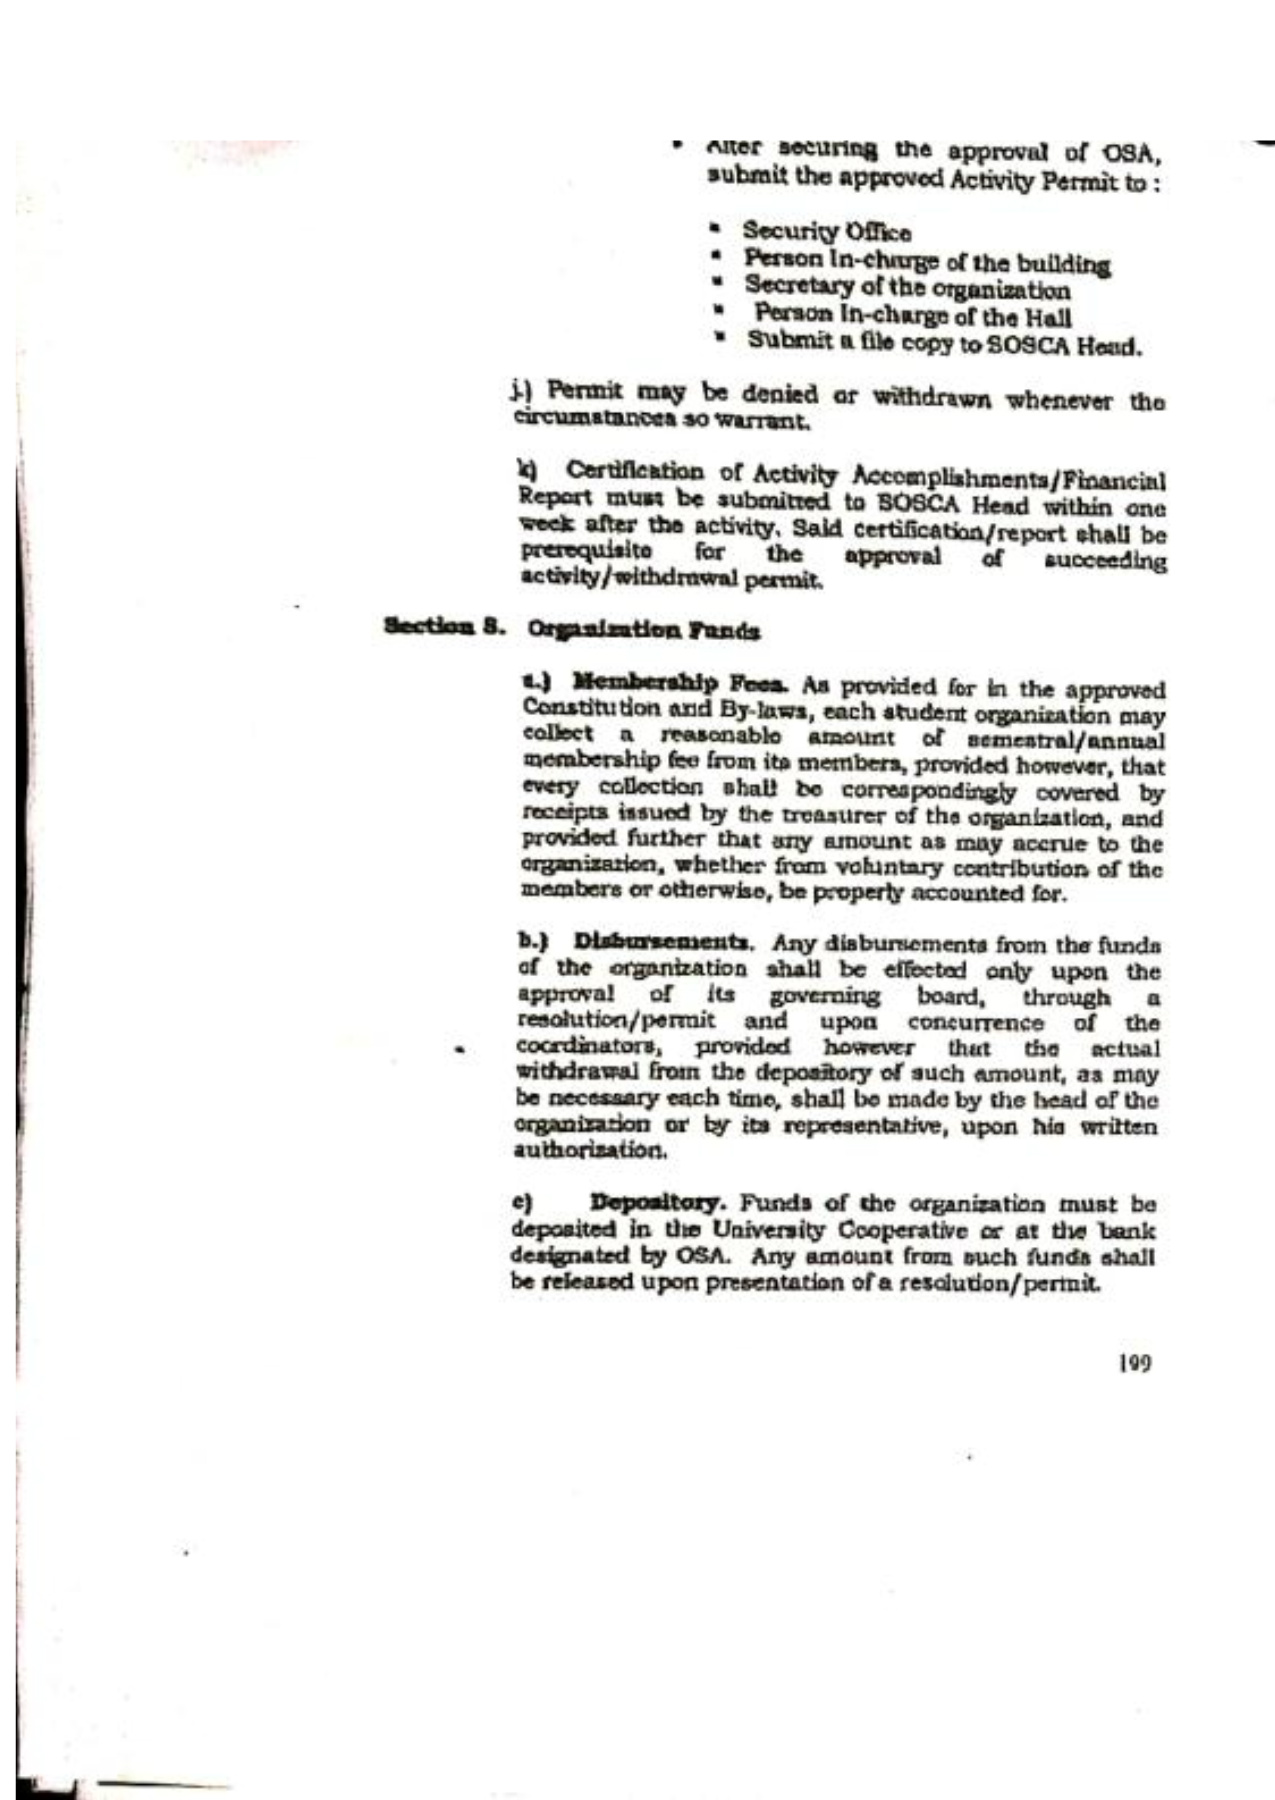 • After securing the approval of OSA,
submit the approved Activity Permit to :
▪ Security Office
▪ Person In-charge of the building
▪ Secretary of the organization
▪ Person In-charge of the Hall
▪ Submit a file copy to SOSCA Head.
j.) Permit may be denied or withdrawn whenever the
circumstances so warrant.
k) Certification of Activity Accomplishments/Financial
Report must be submitted to SOSCA Head within one
week after the activity. Said certification/report shall be
prerequisite for the approval of succeeding
activity/withdrawal permit.
Section 8. Organization Funds
a.) Membership Fees. As provided for in the approved
Constitution and By-laws, each student organization may
collect a reasonable amount of semestral/annual
membership fee from its members, provided however, that
every collection shall be correspondingly covered by
receipts issued by the treasurer of the organization, and
provided further that any amount as may accrue to the
organization, whether from voluntary contribution of the
members or otherwise, be properly accounted for.
b.) Disbursements. Any disbursements from the funds
of the organization shall be effected only upon the
approval of its governing board, through a
resolution/permit and upon concurrence of the
coordinators, provided however that the actual
withdrawal from the depository of such amount, as may
be necessary each time, shall be made by the head of the
organization or by its representative, upon his written
authorization.
c) Depository. Funds of the organization must be
deposited in the University Cooperative or at the bank
designated by OSA. Any amount from such funds shall
be released upon presentation of a resolution/permit.
199